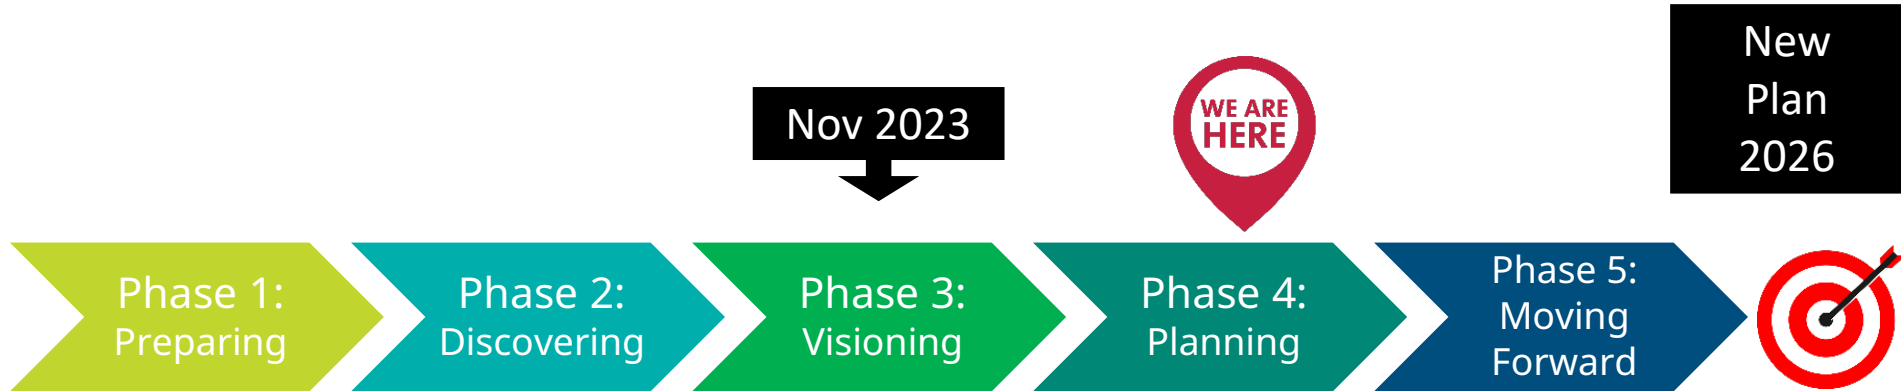 New
Plan
2026
Nov 2023
WE ARE
HERE
Phase 1:
Preparing
Phase 2:
Discovering
Phase 3:
Visioning
Phase 4:
Planning
Phase 5:
Moving
Forward